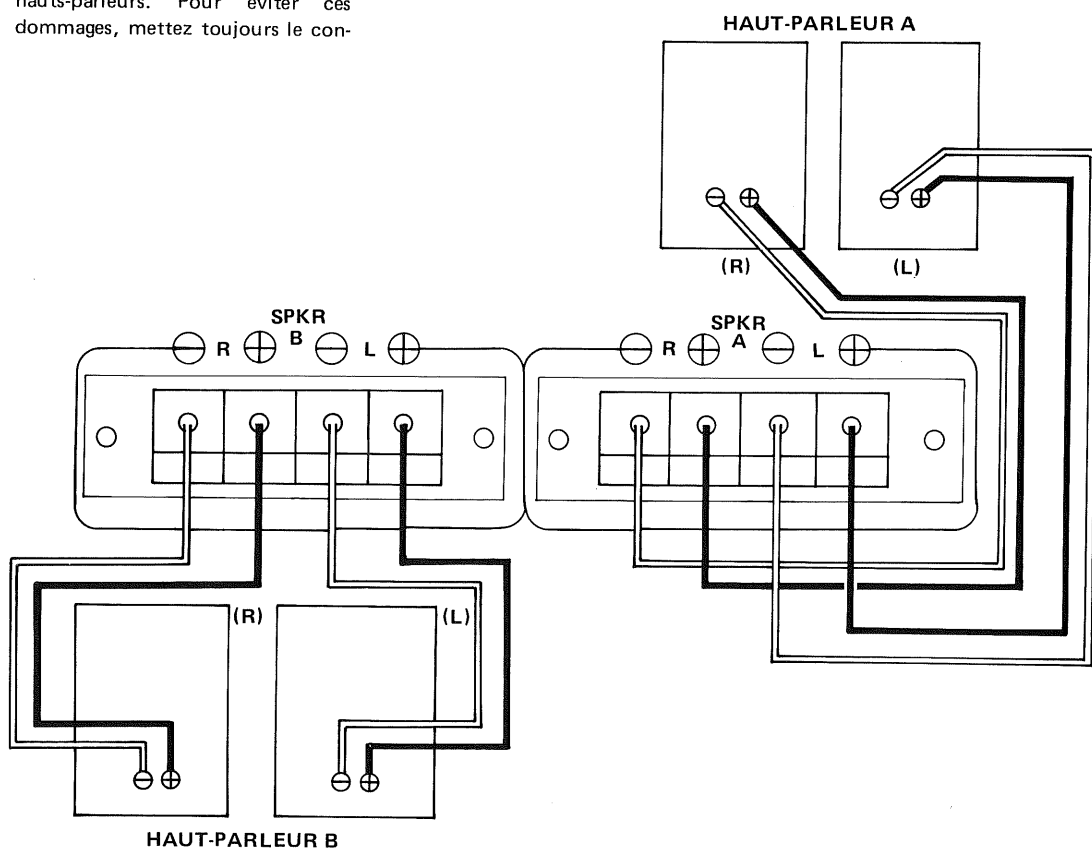 hauts-parleurs. Pour éviter ces
dommages, mettez toujours le con-
HAUT-PARLEUR A
(R) (L)
SPKR B
R L
SPKR A
R L
(R) (L)
HAUT-PARLEUR B